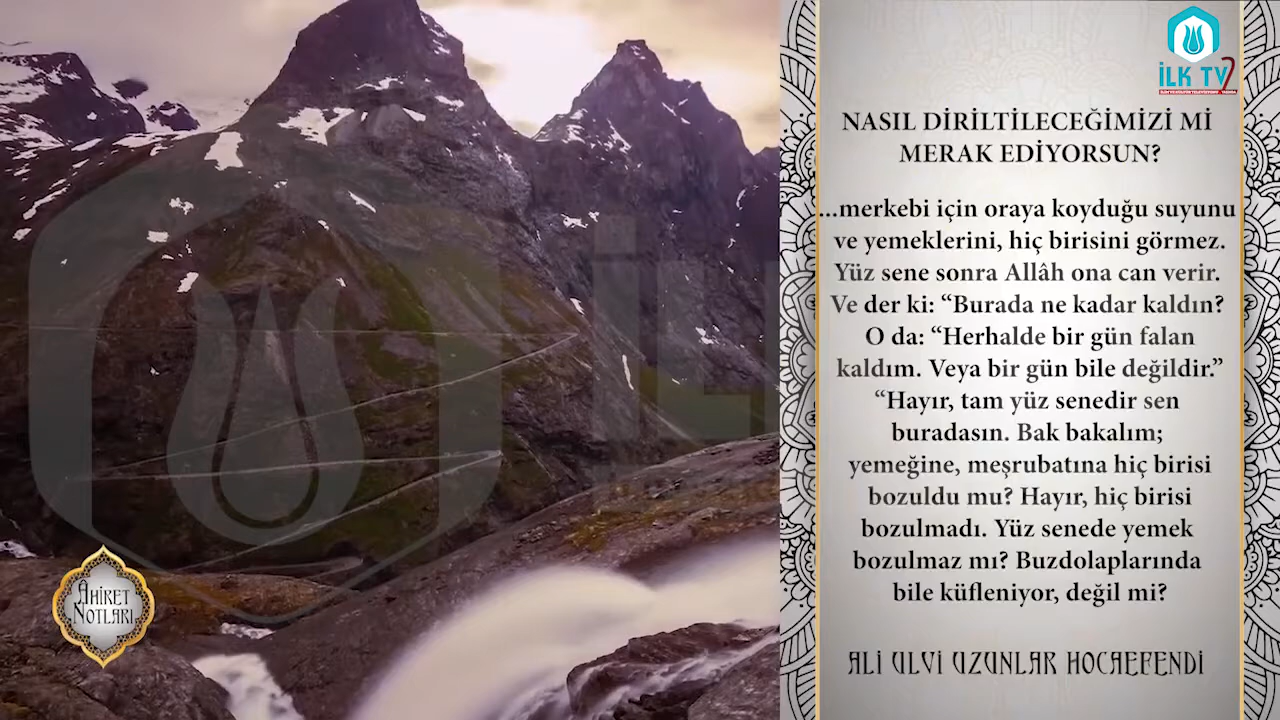 İLK TV2
NASIL DİRİLTİLECEĞİMİZİ Mİ
MERAK EDİYORSUN?
...merkebi için oraya koyduğu suyunu
ve yemeklerini, hiç birisini görmez.
Yüz sene sonra Allâh ona can verir.
Ve der ki: “Burada ne kadar kaldın?
O da: “Herhalde bir gün falan
kaldım. Veya bir gün bile değildir.”
“Hayır, tam yüz senedir sen
buradasın. Bak bakalım;
yemeğine, meşrubatına hiç birisi
bozuldu mu? Hayır, hiç birisi
bozulmadı. Yüz senede yemek
bozulmaz mı? Buzdolaplarında
bile küfleniyor, değil mi?
ALİ ULVİ UZUNLAR HOCAEFENDİ
AHİRET
NOTLARI